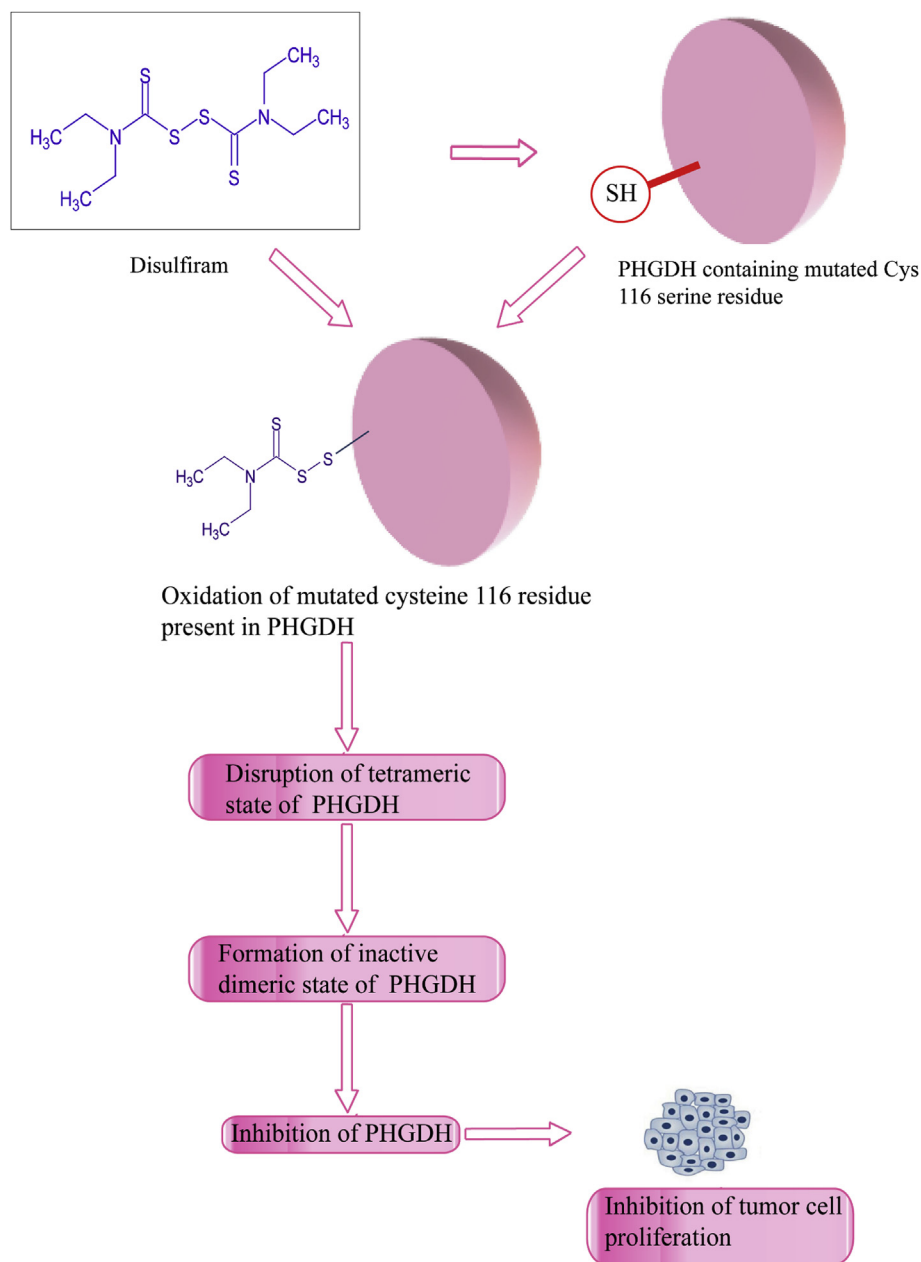 CH₃
S
H₃C
N
S
S
N
CH₃
S
H₃C
Disulfiram
SH
PHGDH containing mutated Cys
116 serine residue
S
H₃C
N
S
S
H₃C
Oxidation of mutated cysteine 116 residue
present in PHGDH
Disruption of tetrameric
state of PHGDH
Formation of inactive
dimeric state of PHGDH
Inhibition of PHGDH
Inhibition of tumor cell
proliferation